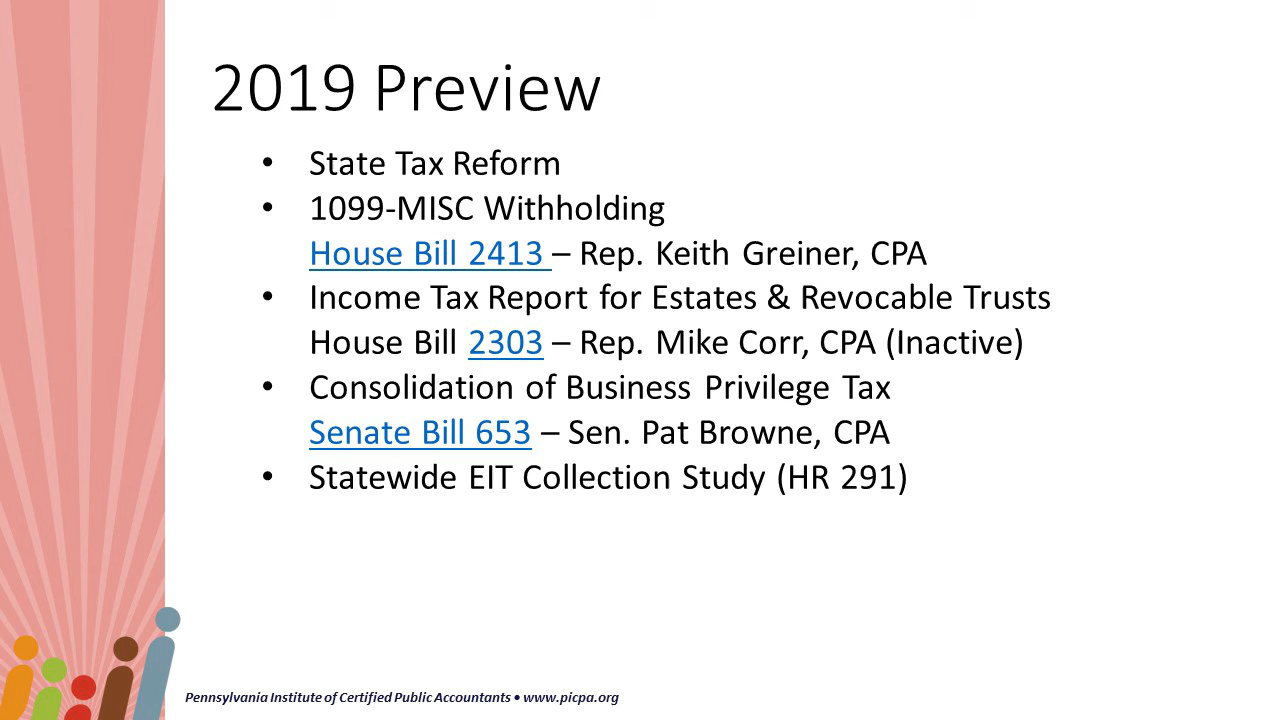 2019 Preview
• State Tax Reform
• 1099-MISC Withholding
House Bill 2413 – Rep. Keith Greiner, CPA
• Income Tax Report for Estates & Revocable Trusts
House Bill 2303 – Rep. Mike Corr, CPA (Inactive)
• Consolidation of Business Privilege Tax
Senate Bill 653 – Sen. Pat Browne, CPA
• Statewide EIT Collection Study (HR 291)
Pennsylvania Institute of Certified Public Accountants • www.picpa.org